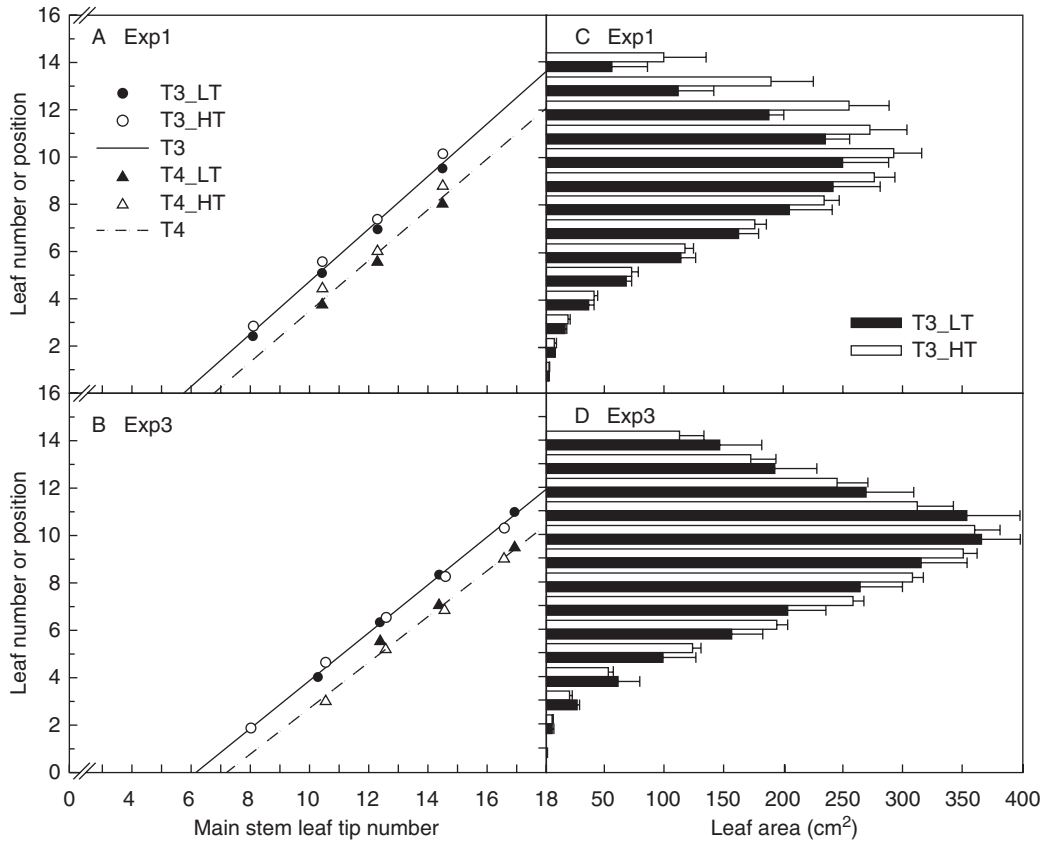 A Exp1
T3_LT
T3_HT
T3
T4_LT
T4_HT
T4
16
14
12
10
8
6
4
2
Leaf number or position
C Exp1
T3_LT
T3_HT
B Exp3
16
14
12
10
8
6
4
2
0
Leaf number or position
D Exp3
0 2 4 6 8 10 12 14 16 18 50 100 150 200 250 300 350 400
Main stem leaf tip number
Leaf area (cm²)